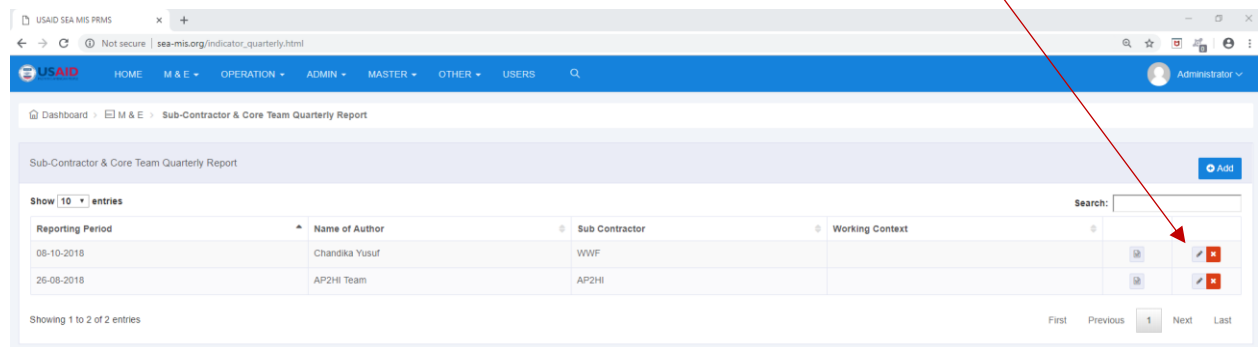 USAID SEA MIS PRMS
Not secure | sea-mis.org/indicator_quarterly.html
USAID HOME M & E OPERATION ADMIN MASTER OTHER USERS Administrator
Dashboard > M & E > Sub-Contractor & Core Team Quarterly Report
Sub-Contractor & Core Team Quarterly Report
Add
Show 10 entries Search:
Reporting Period Name of Author Sub Contractor Working Context
08-10-2018 Chandika Yusuf WWF
26-08-2018 AP2HI Team AP2HI
Showing 1 to 2 of 2 entries First Previous 1 Next Last